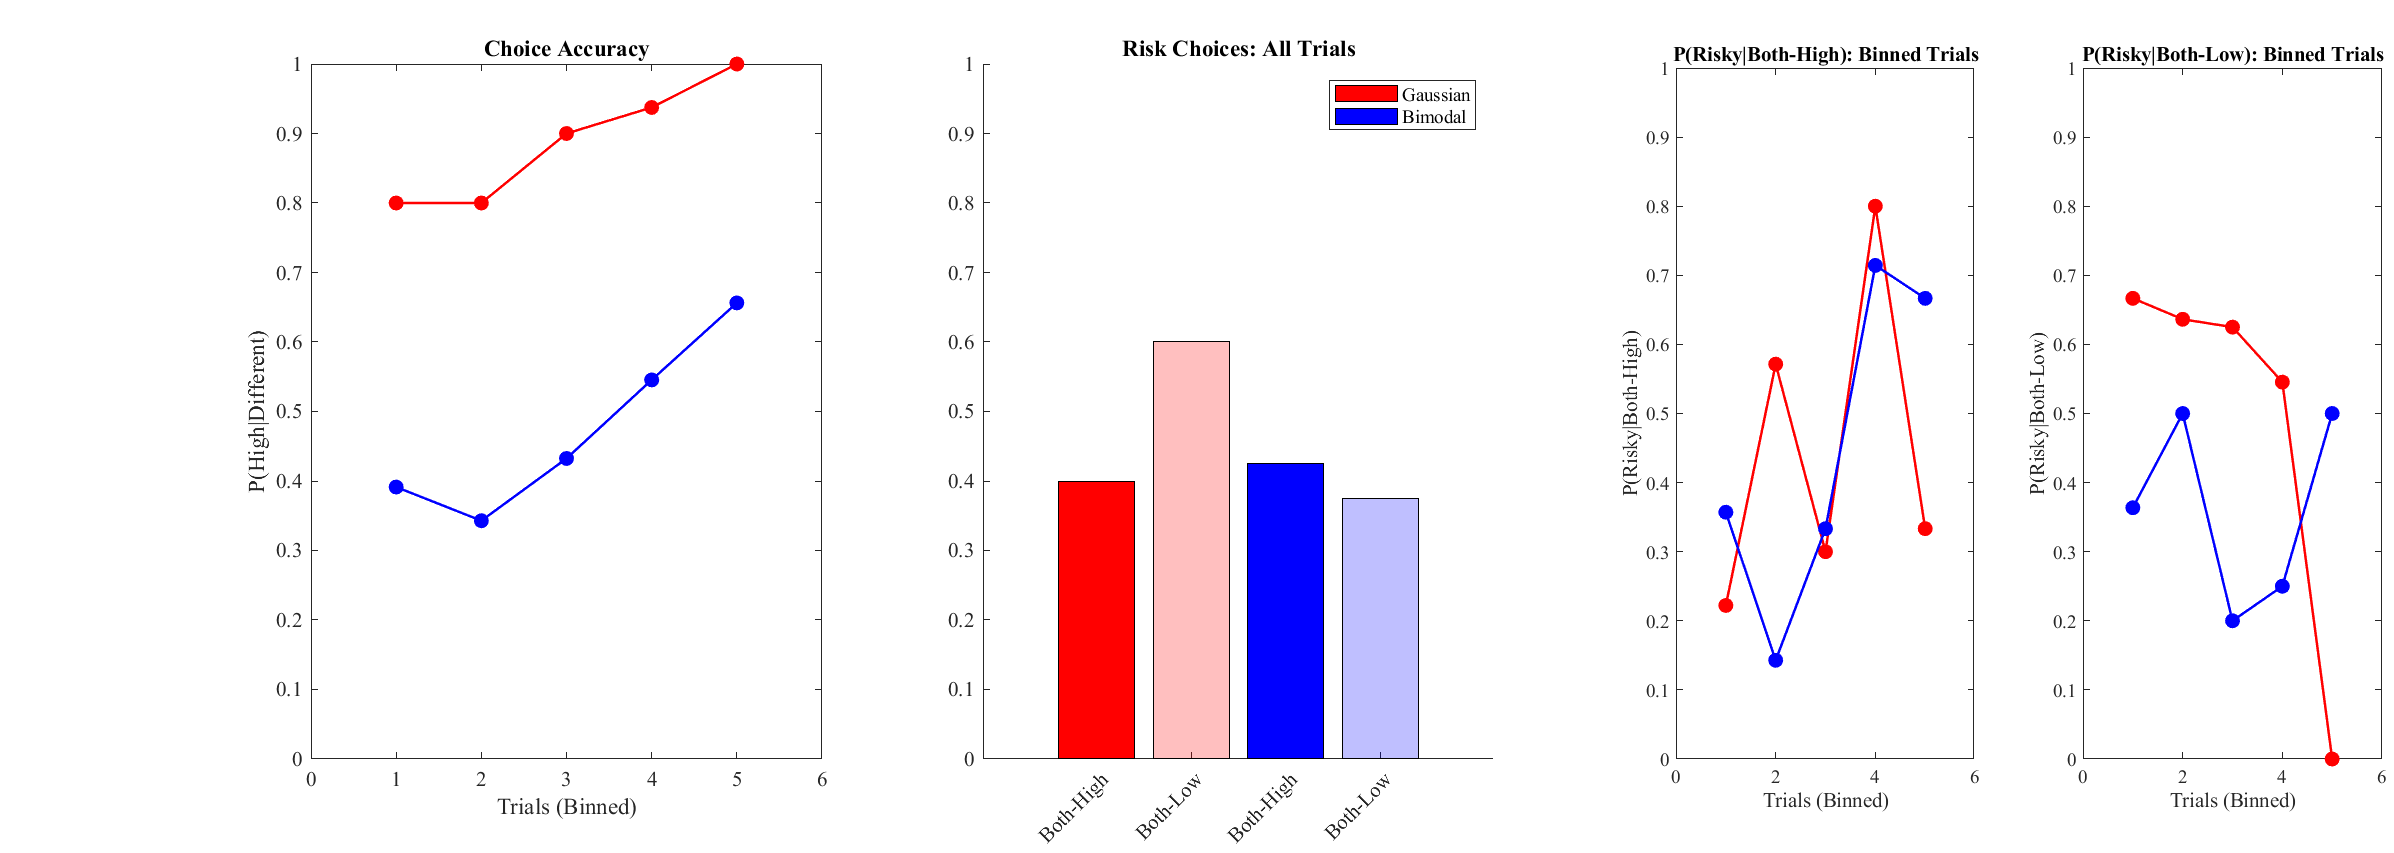 Choice Accuracy
1
0.9
0.8
0.7
0.6
0.5
0.4
0.3
0.2
0.1
0
P(High|Different)
0 1 2 3 4 5 6
Trials (Binned)
Risk Choices: All Trials
1
0.9
0.8
0.7
0.6
0.5
0.4
0.3
0.2
0.1
0
Gaussian
Bimodal
Both-High
Both-Low
Both-High
Both-Low
P(Risky|Both-High): Binned Trials
1
0.9
0.8
0.7
0.6
0.5
0.4
0.3
0.2
0.1
0
P(Risky|Both-High)
0 2 4 6
Trials (Binned)
P(Risky|Both-Low): Binned Trials
1
0.9
0.8
0.7
0.6
0.5
0.4
0.3
0.2
0.1
0
P(Risky|Both-Low)
0 2 4 6
Trials (Binned)